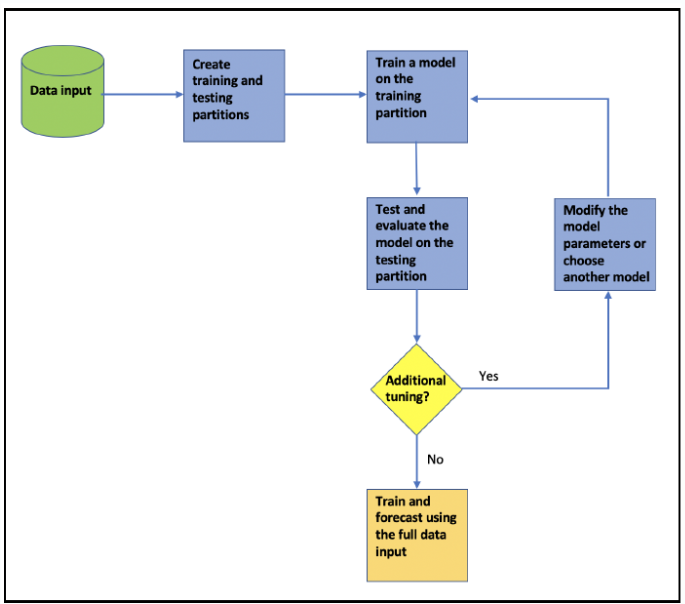 Data input
Create
training and
testing
partitions
Train a model
on the
training
partition
Test and
evaluate the
model on the
testing
partition
Modify the
model
parameters or
choose
another model
Additional
tuning?
Yes
No
Train and
forecast using
the full data
input